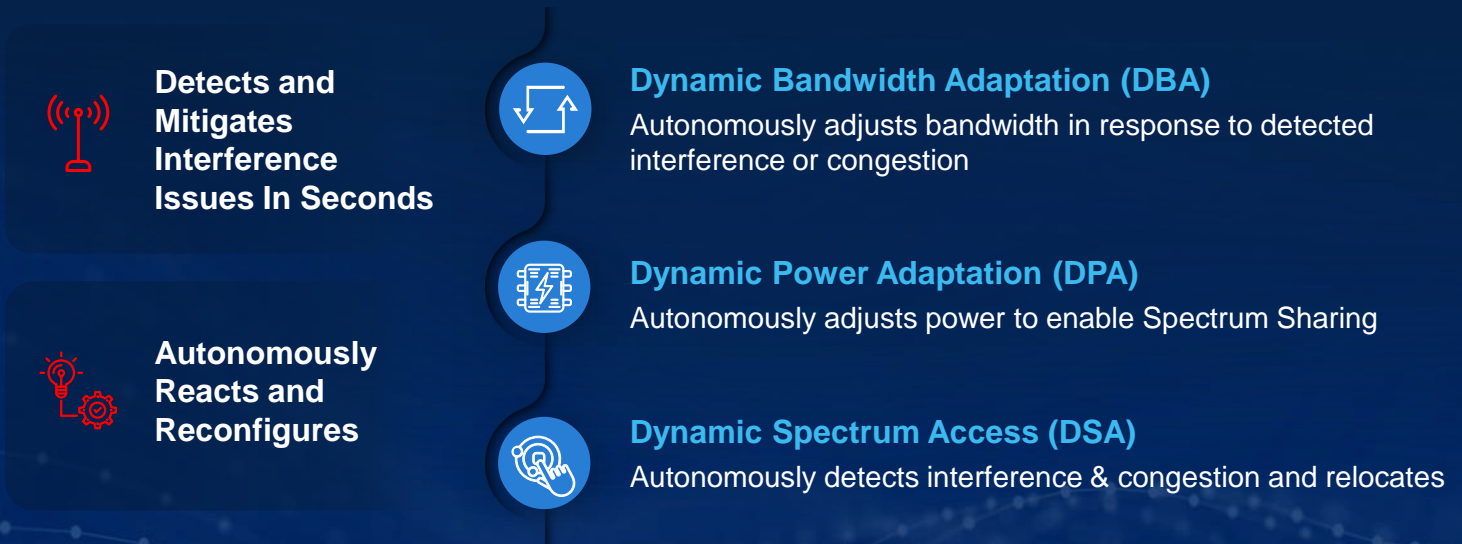 Detects and
Mitigates
Interference
Issues In Seconds
Autonomously
Reacts and
Reconfigures
Dynamic Bandwidth Adaptation (DBA)
Autonomously adjusts bandwidth in response to detected
interference or congestion
Dynamic Power Adaptation (DPA)
Autonomously adjusts power to enable Spectrum Sharing
Dynamic Spectrum Access (DSA)
Autonomously detects interference & congestion and relocates